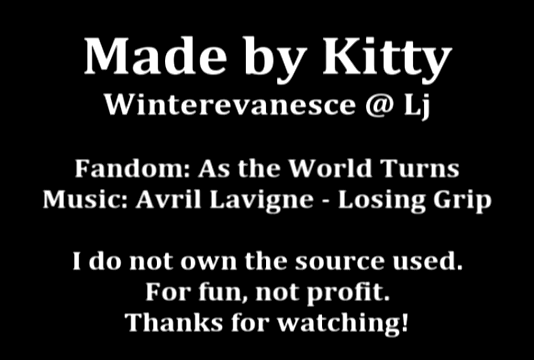 Made by Kitty
Winterevanesce @ Lj
Fandom: As the World Turns
Music: Avril Lavigne - Losing Grip
I do not own the source used.
For fun, not profit.
Thanks for watching!